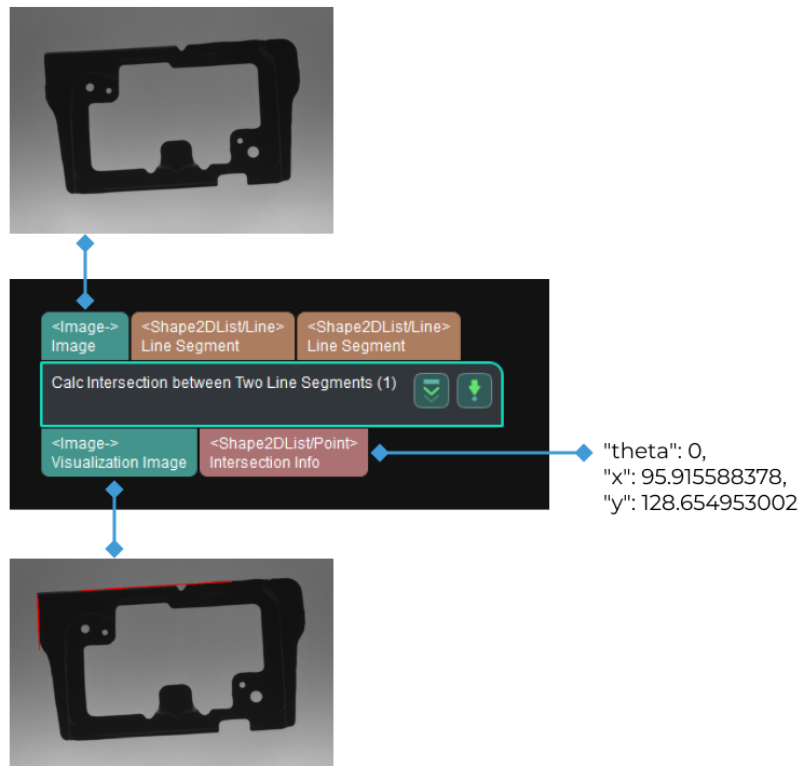 <Image->
Image
<Shape2DList/Line>
Line Segment
<Shape2DList/Line>
Line Segment
Calc Intersection between Two Line Segments (1)
<Image->
Visualization Image
<Shape2DList/Point>
Intersection Info
"theta": 0,
"x": 95.915588378,
"y": 128.654953002